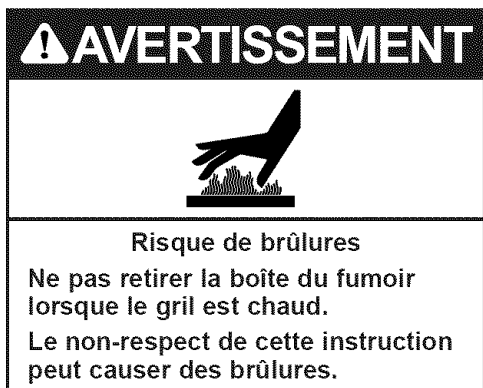 AVERTISSEMENT
Risque de brûlures
Ne pas retirer la boîte du fumoir
lorsque le gril est chaud.
Le non-respect de cette instruction
peut causer des brûlures.